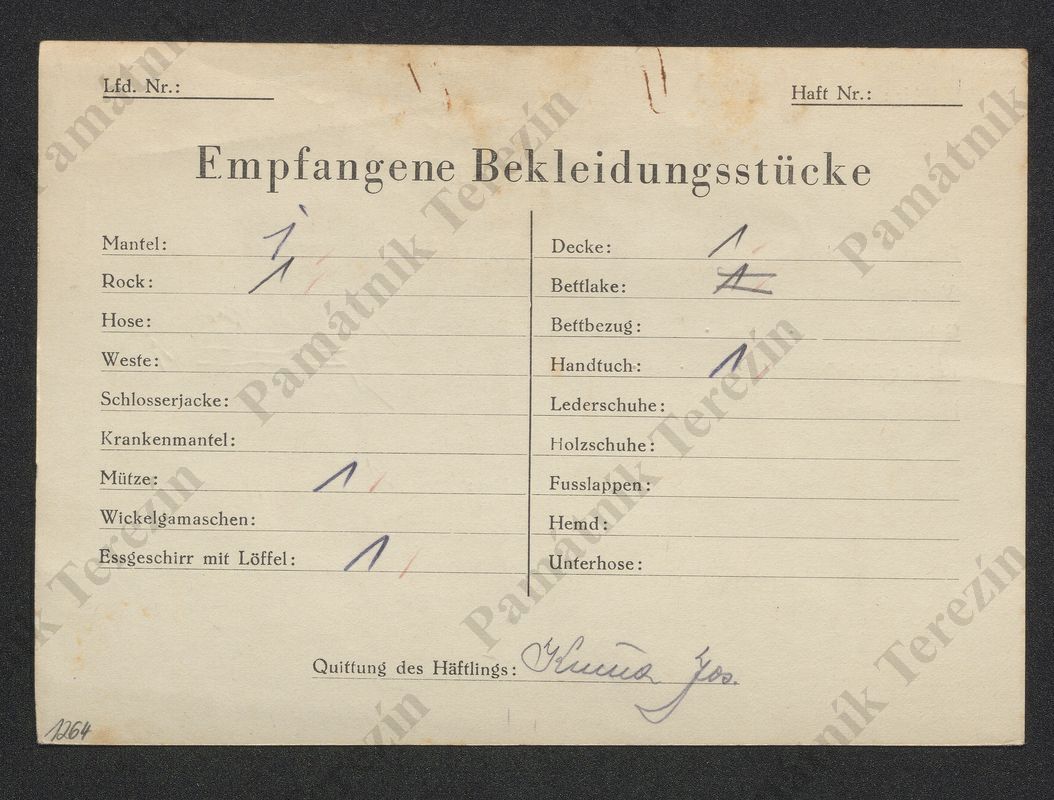 Lfd. Nr.:
Haft Nr.:
Empfangene Bekleidungsstücke
Mantel: 1
Rock: 1
Hose:
Weste:
Schlosserjacke:
Krankenmantel:
Mütze: 1
Wickelgamaschen:
Essgeschirr mit Löffel: 1
Decke: 1
Bettlake: 1
Bettbezug:
Handtuch: 1
Lederschuhe:
Holzschuhe:
Fusslappen:
Hemd:
Unterhose:
Quittung des Häftlings: Jos.
1264
Památník Terezín